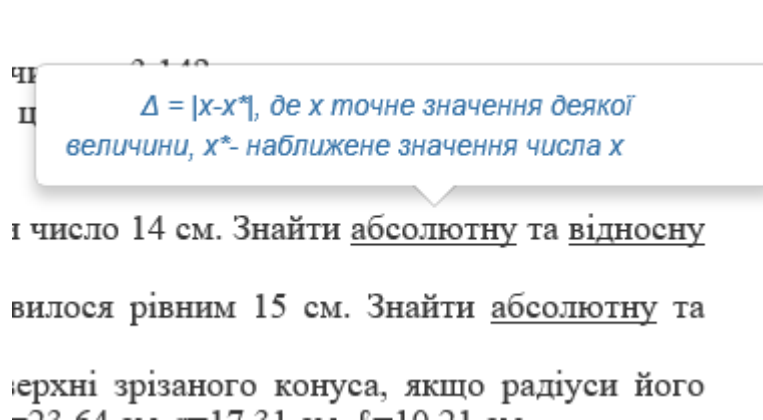 Δ = |x-x*|, де x точне значення деякої
величини, x*- наближене значення числа x
число 14 см. Знайти абсолютну та відносну
вилося рівним 15 см. Знайти абсолютну та
ерхні зрізаного конуса, якщо радіуси його